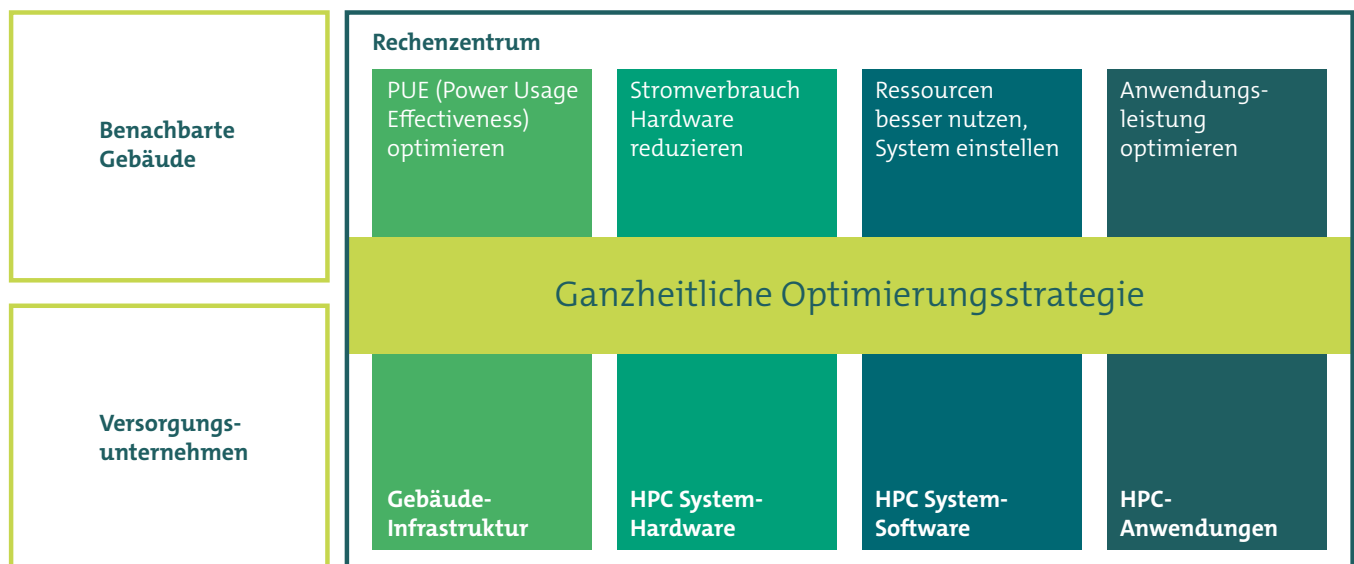 Benachbarte
Gebäude
Versorgungs-
unternehmen
Rechenzentrum
PUE (Power Usage
Effectiveness)
optimieren
Stromverbrauch
Hardware
reduzieren
Ressourcen
besser nutzen,
System einstellen
Anwendungs-
leistung
optimieren
Ganzheitliche Optimierungsstrategie
Gebäude-
Infrastruktur
HPC System-
Hardware
HPC System-
Software
HPC-
Anwendungen